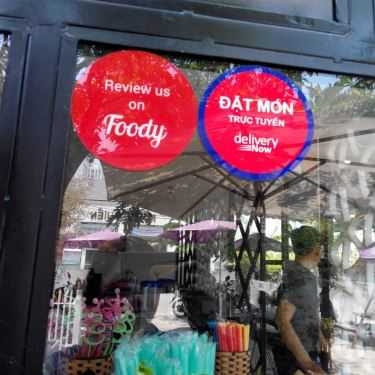 Review us
on
Foody
ĐẶT MÓN
TRỰC TUYẾN
delivery
Now